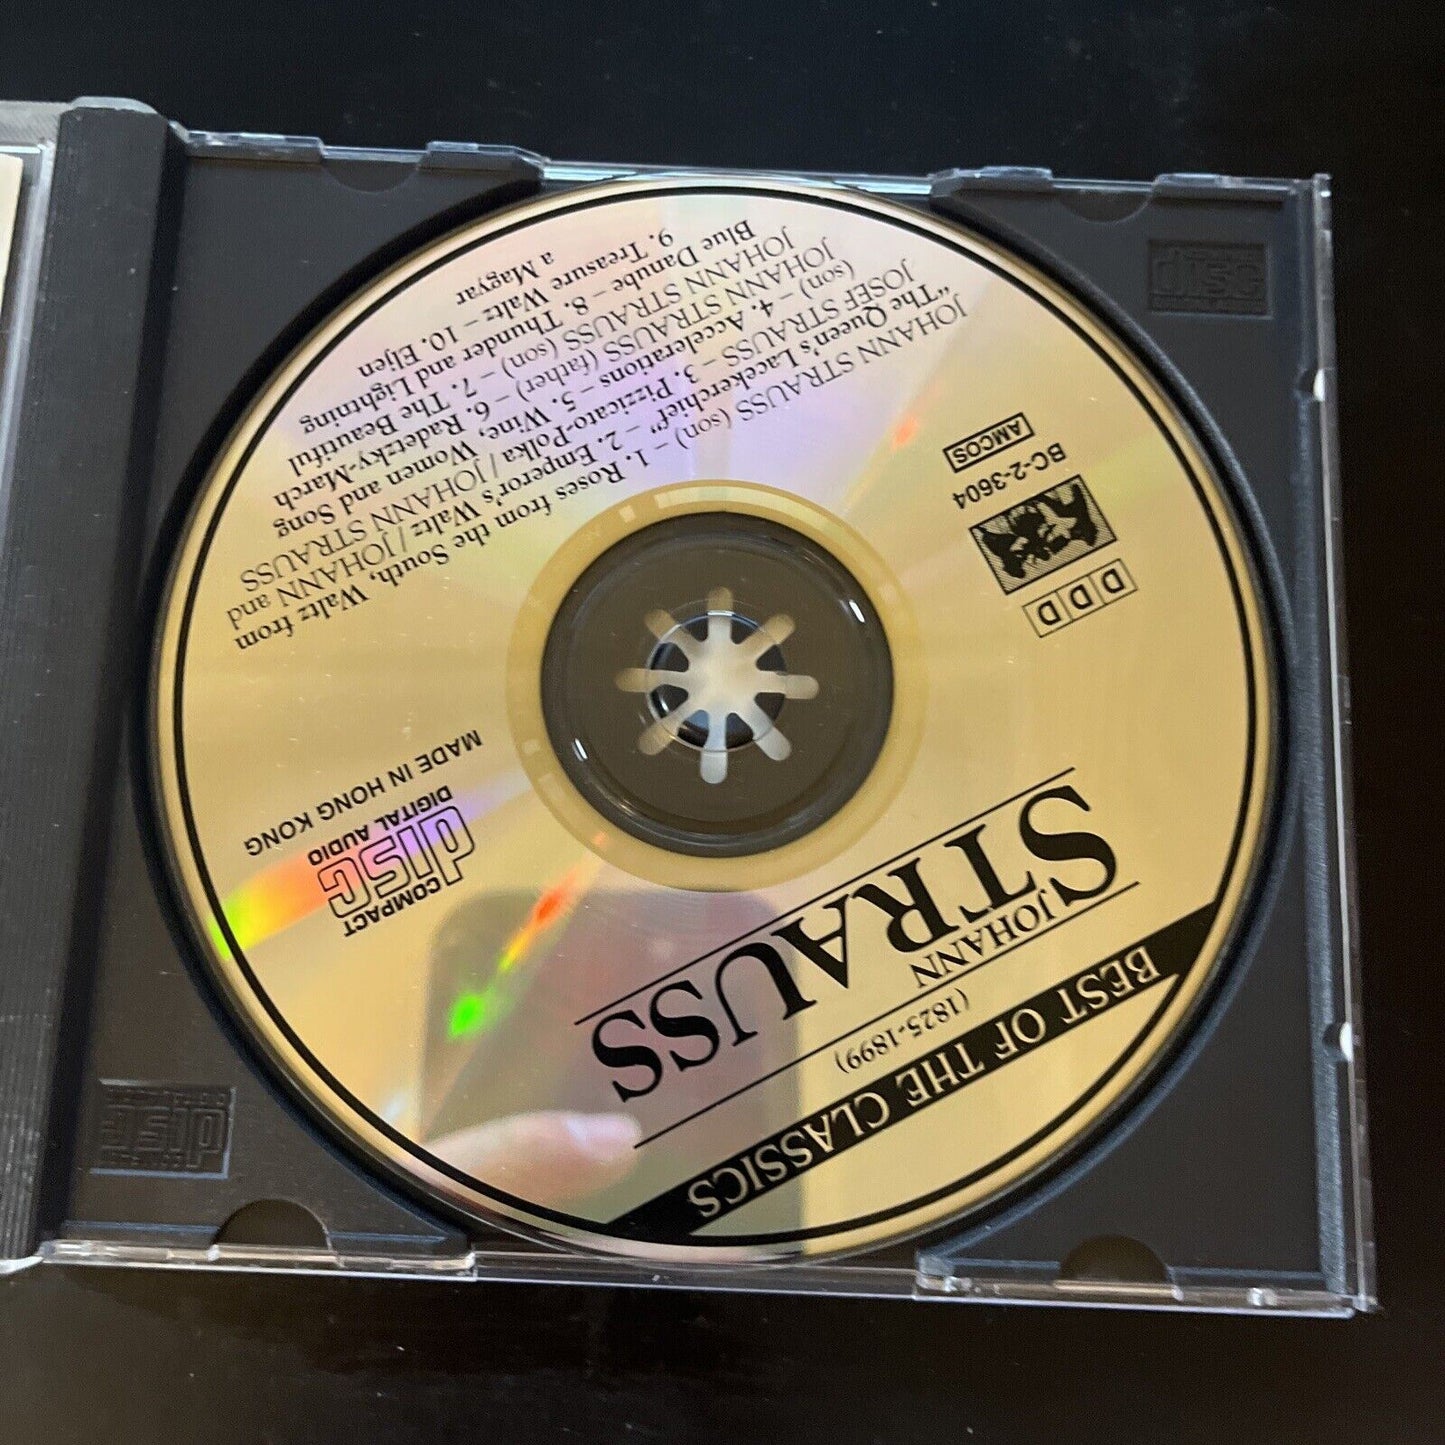 BEST OF THE CLASSICS
(1825-1899)
JOHANN
STRAUSS
DDD
BC-2-3604
AMCOS
COMPACT
disc
DIGITAL AUDIO
MADE IN HONG KONG
JOHANN STRAUSS (son) – 1. Roses from the South, Waltz from
“The Queen's Lacekerchief” – 2. Emperor's Waltz / JOHANN and
JOSEF STRAUSS – 3. Pizzicato-Polka / JOHANN STRAUSS
(son) – 4. Accelerations – 5. Wine, Women and Song
JOHANN STRAUSS (father) – 6. Radetzky-March
JOHANN STRAUSS (son) – 7. The Beautiful
Blue Danube – 8. Thunder and Lightning
9. Treasure Waltz – 10. Eljen
a Magyar
disc
disc